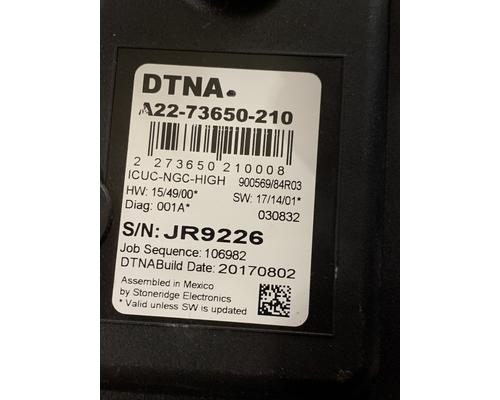 DTNA.
A22-73650-210
2 273650 210008
ICUC-NGC-HIGH 900569/84R03
HW: 15/49/00* SW: 17/14/01*
Diag: 001A* 030832
S/N: JR9226
Job Sequence: 106982
DTNABuild Date: 20170802
Assembled in Mexico
by Stoneridge Electronics
* Valid unless SW is updated